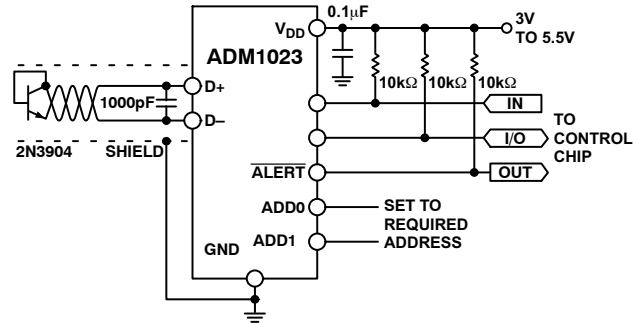 0.1μF
3V
TO 5.5V
VDD
ADM1023
10kΩ 10kΩ 10kΩ
D+
1000pF
D–
IN
I/O
TO
CONTROL
CHIP
2N3904
SHIELD
ALERT
OUT
ADD0
SET TO
REQUIRED
ADDRESS
ADD1
GND